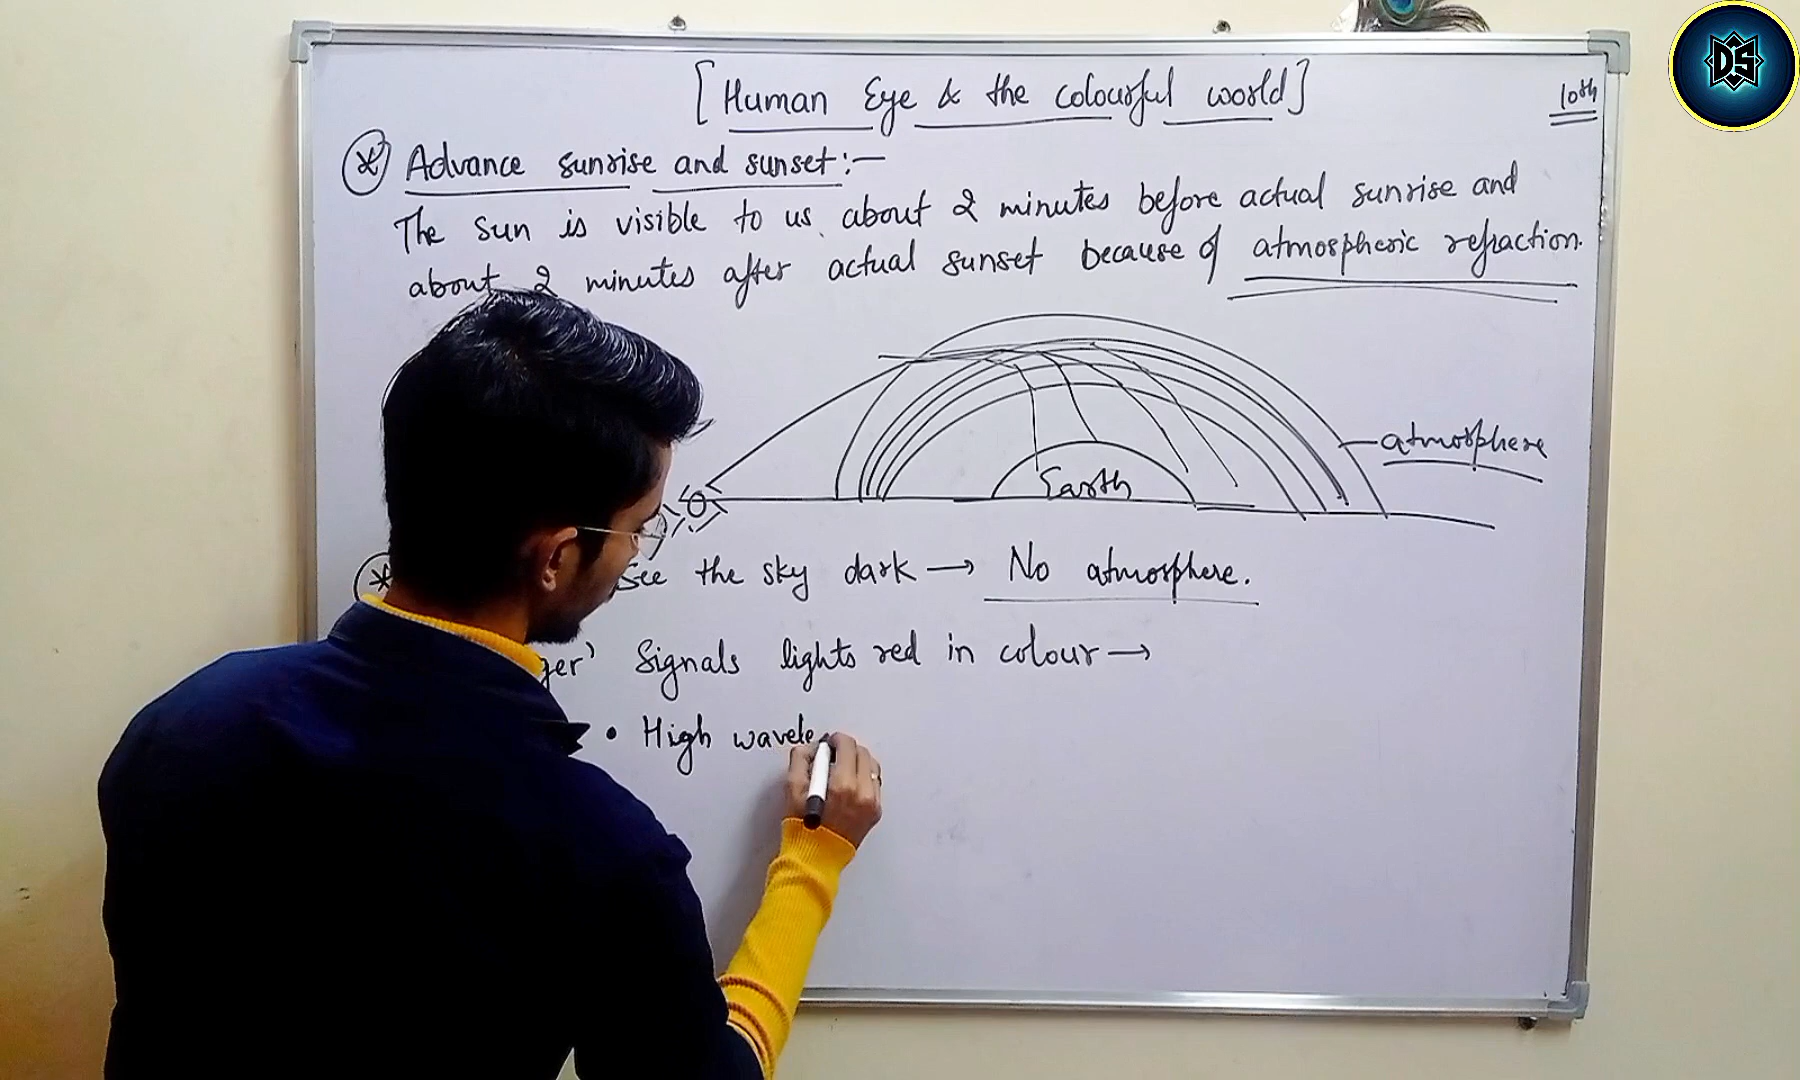 [Human Eye & the colourful world]
10th
Advance sunrise and sunset:-
The sun is visible to us about 2 minutes before actual sunrise and
about 2 minutes after actual sunset because of atmospheric refraction.
atmosphere
Earth
See the sky dark → No atmosphere.
ger' Signals lights red in colour →
• High wavele
DS